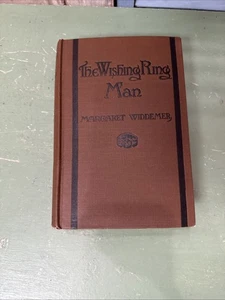 The Wishing Ring
Man
Margaret Widdemer